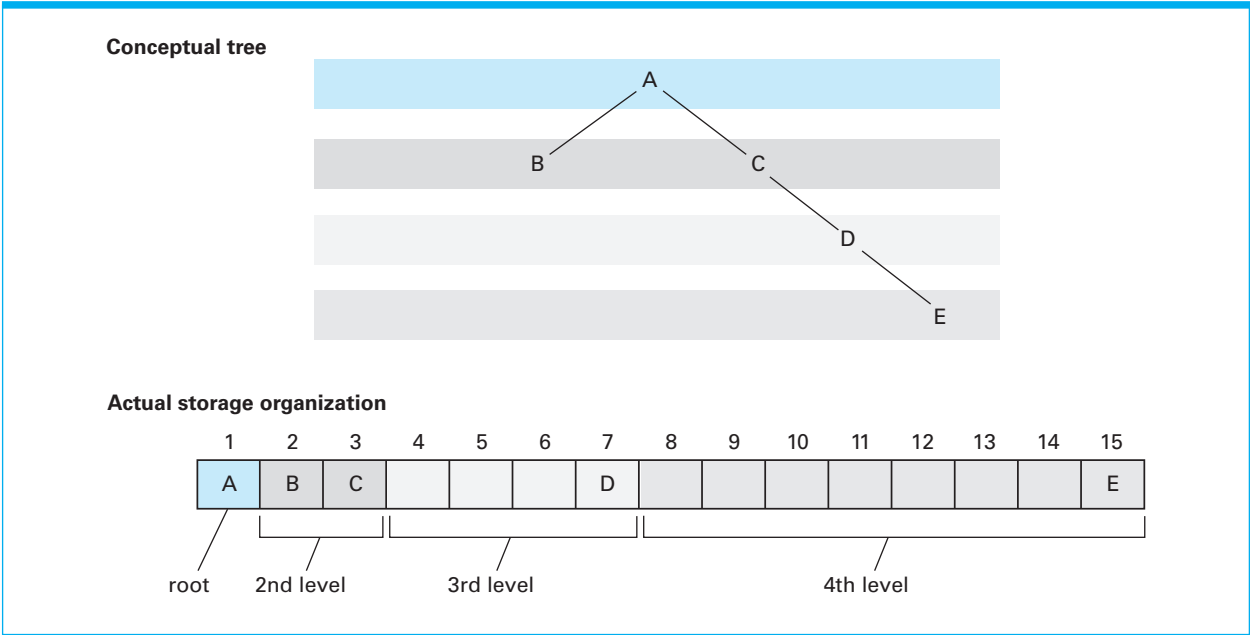 Conceptual tree
A
B C
D
E
Actual storage organization
1 2 3 4 5 6 7 8 9 10 11 12 13 14 15
A B C D E
root 2nd level 3rd level 4th level